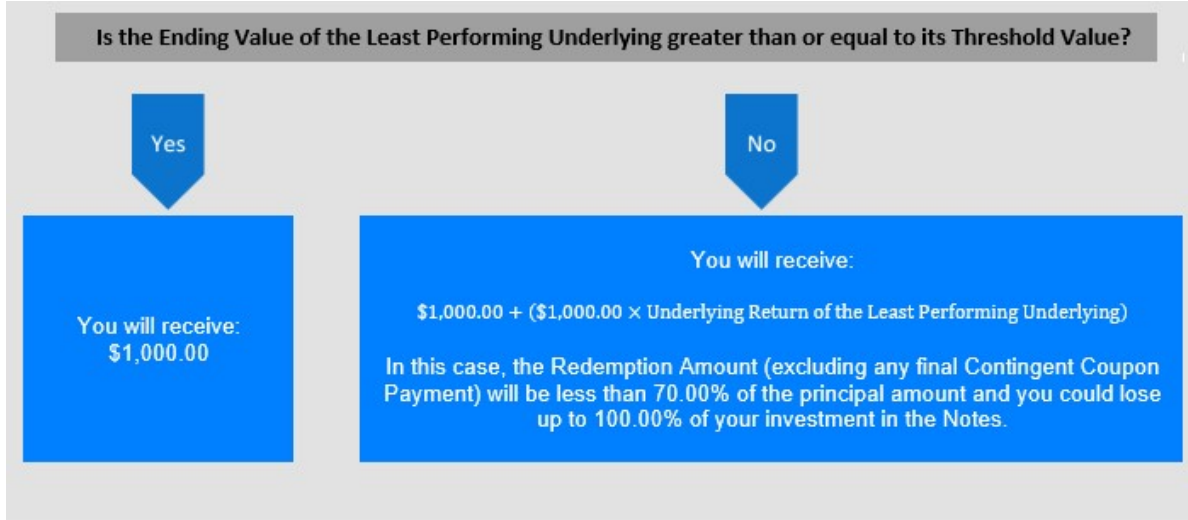 Is the Ending Value of the Least Performing Underlying greater than or equal to its Threshold Value?
Yes
No
You will receive:
$1,000.00
You will receive:
$1,000.00 + ($1,000.00 × Underlying Return of the Least Performing Underlying)
In this case, the Redemption Amount (excluding any final Contingent Coupon
Payment) will be less than 70.00% of the principal amount and you could lose
up to 100.00% of your investment in the Notes.